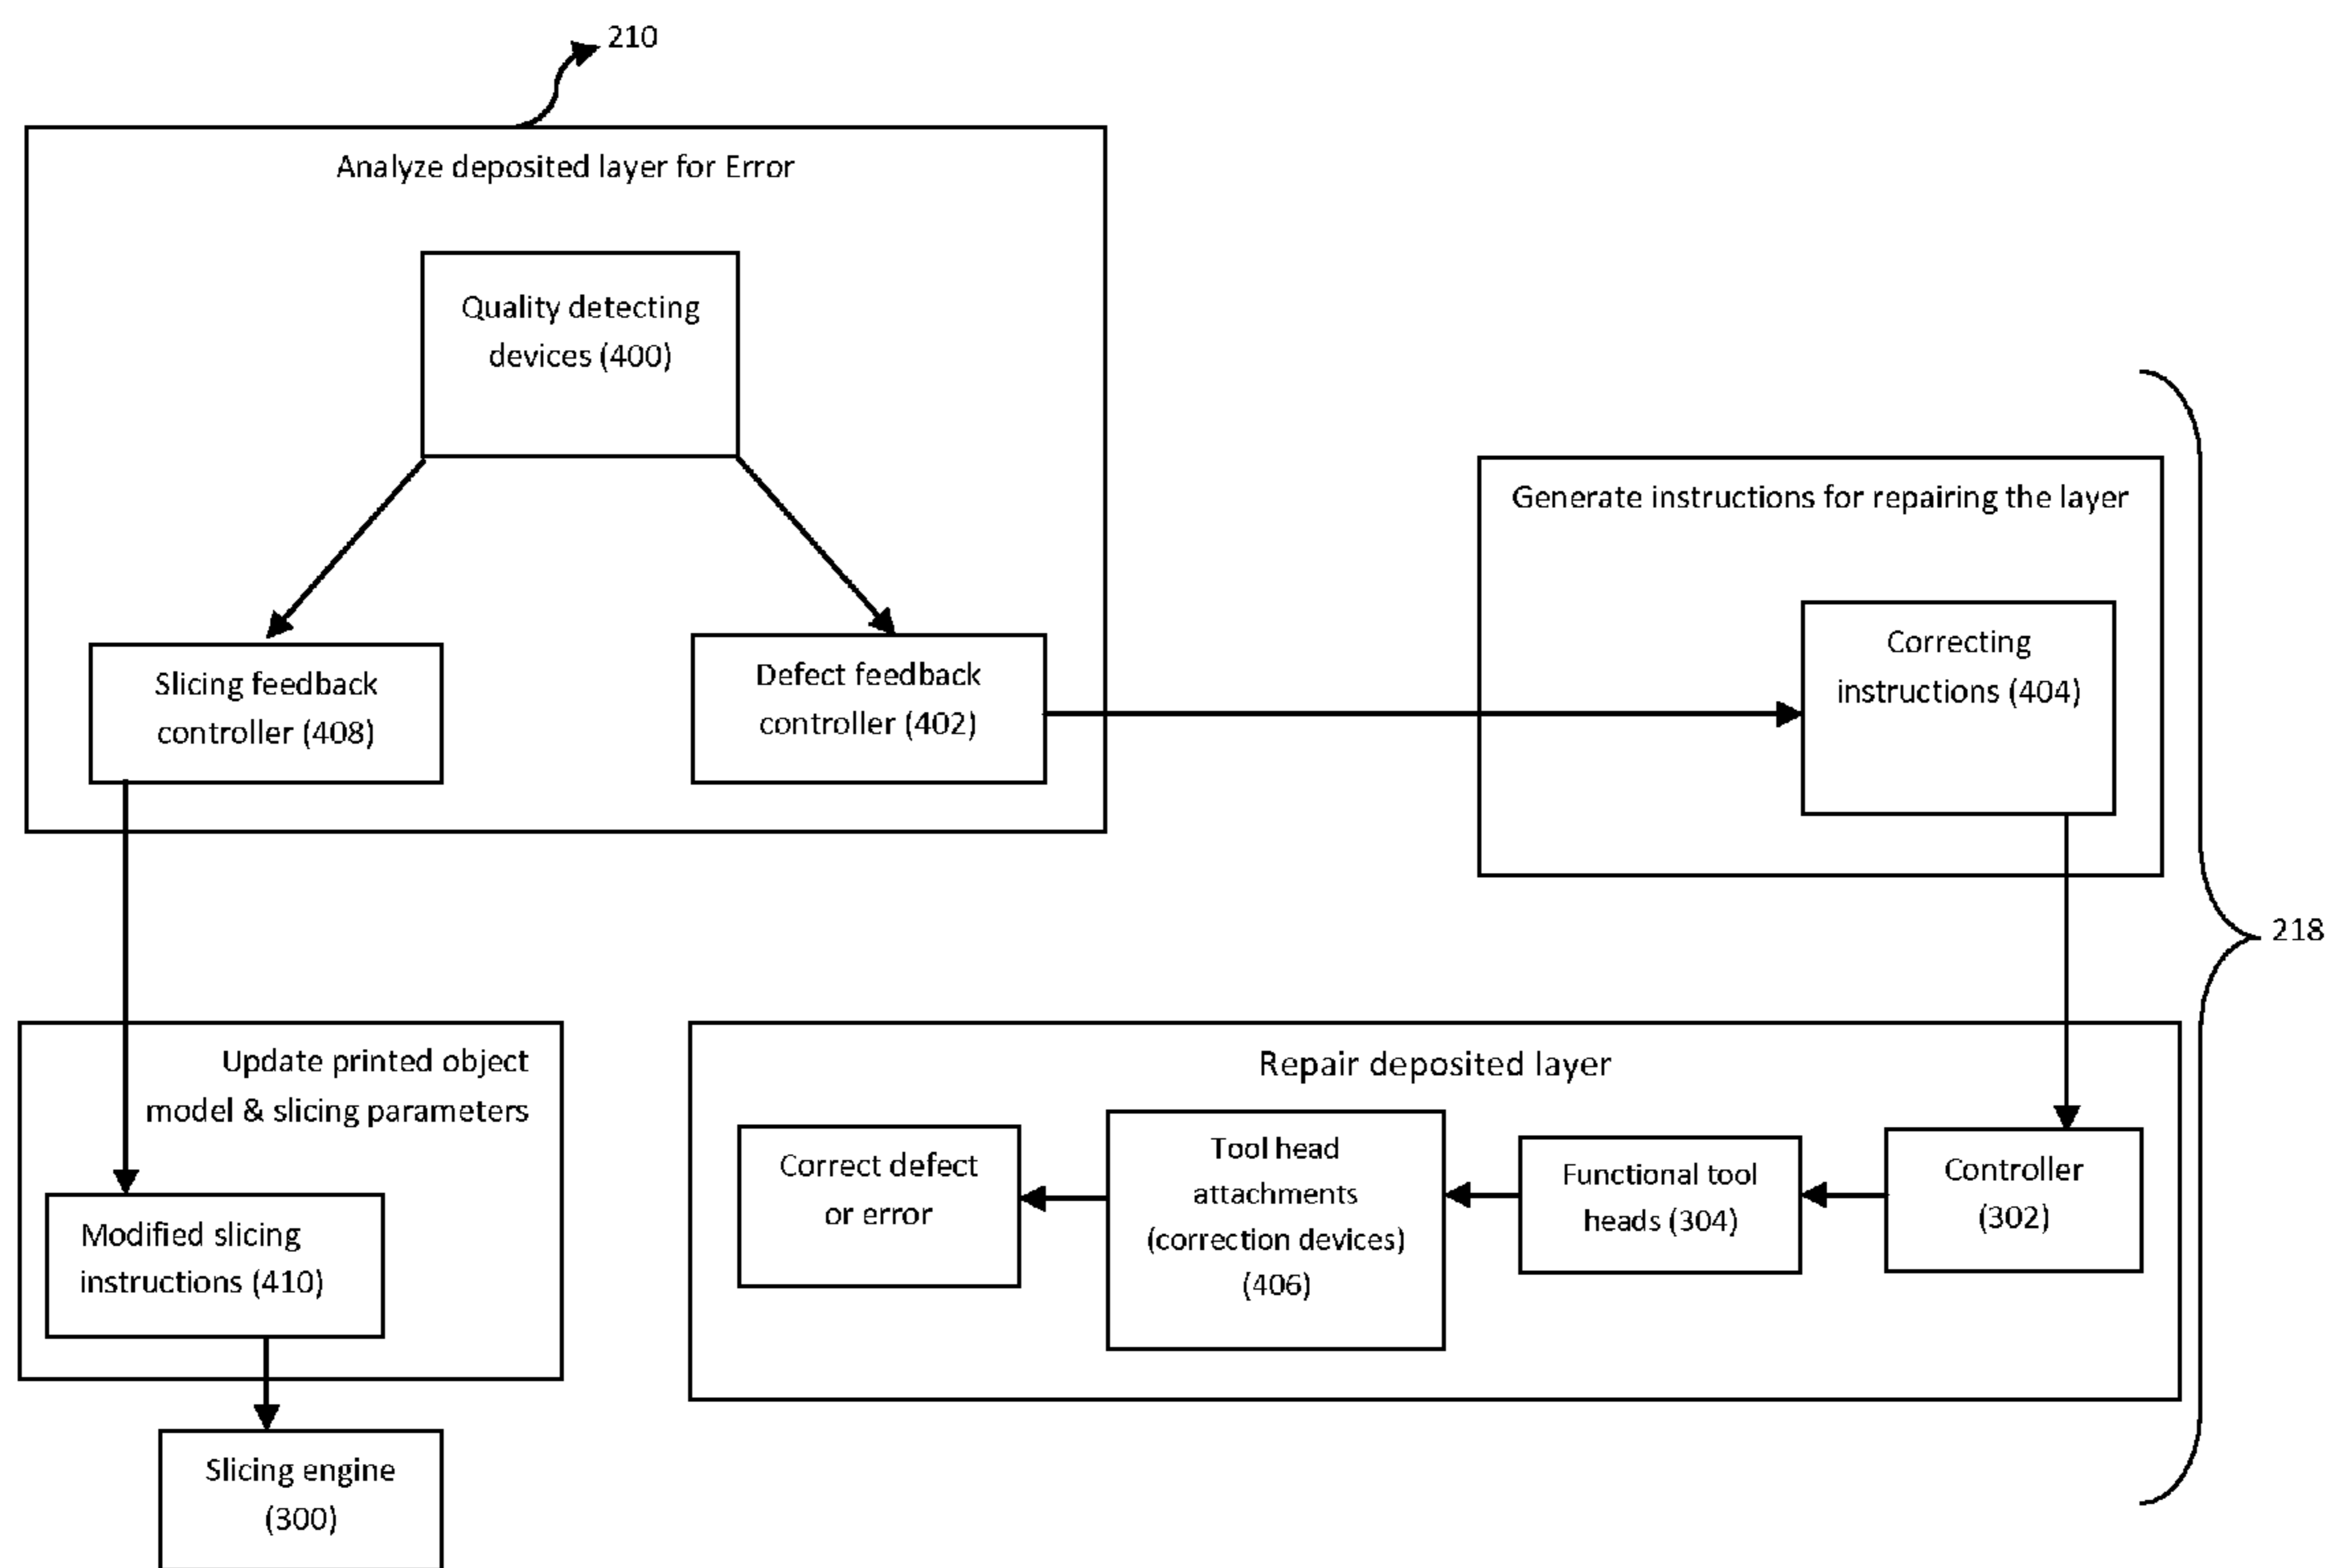 210
Analyze deposited layer for Error
Quality detecting
devices (400)
Slicing feedback
controller (408)
Defect feedback
controller (402)
Generate instructions for repairing the layer
Correcting
instructions (404)
218
Update printed object
model & slicing parameters
Modified slicing
instructions (410)
Slicing engine
(300)
Repair deposited layer
Correct defect
or error
Tool head
attachments
(correction devices)
(406)
Functional tool
heads (304)
Controller
(302)